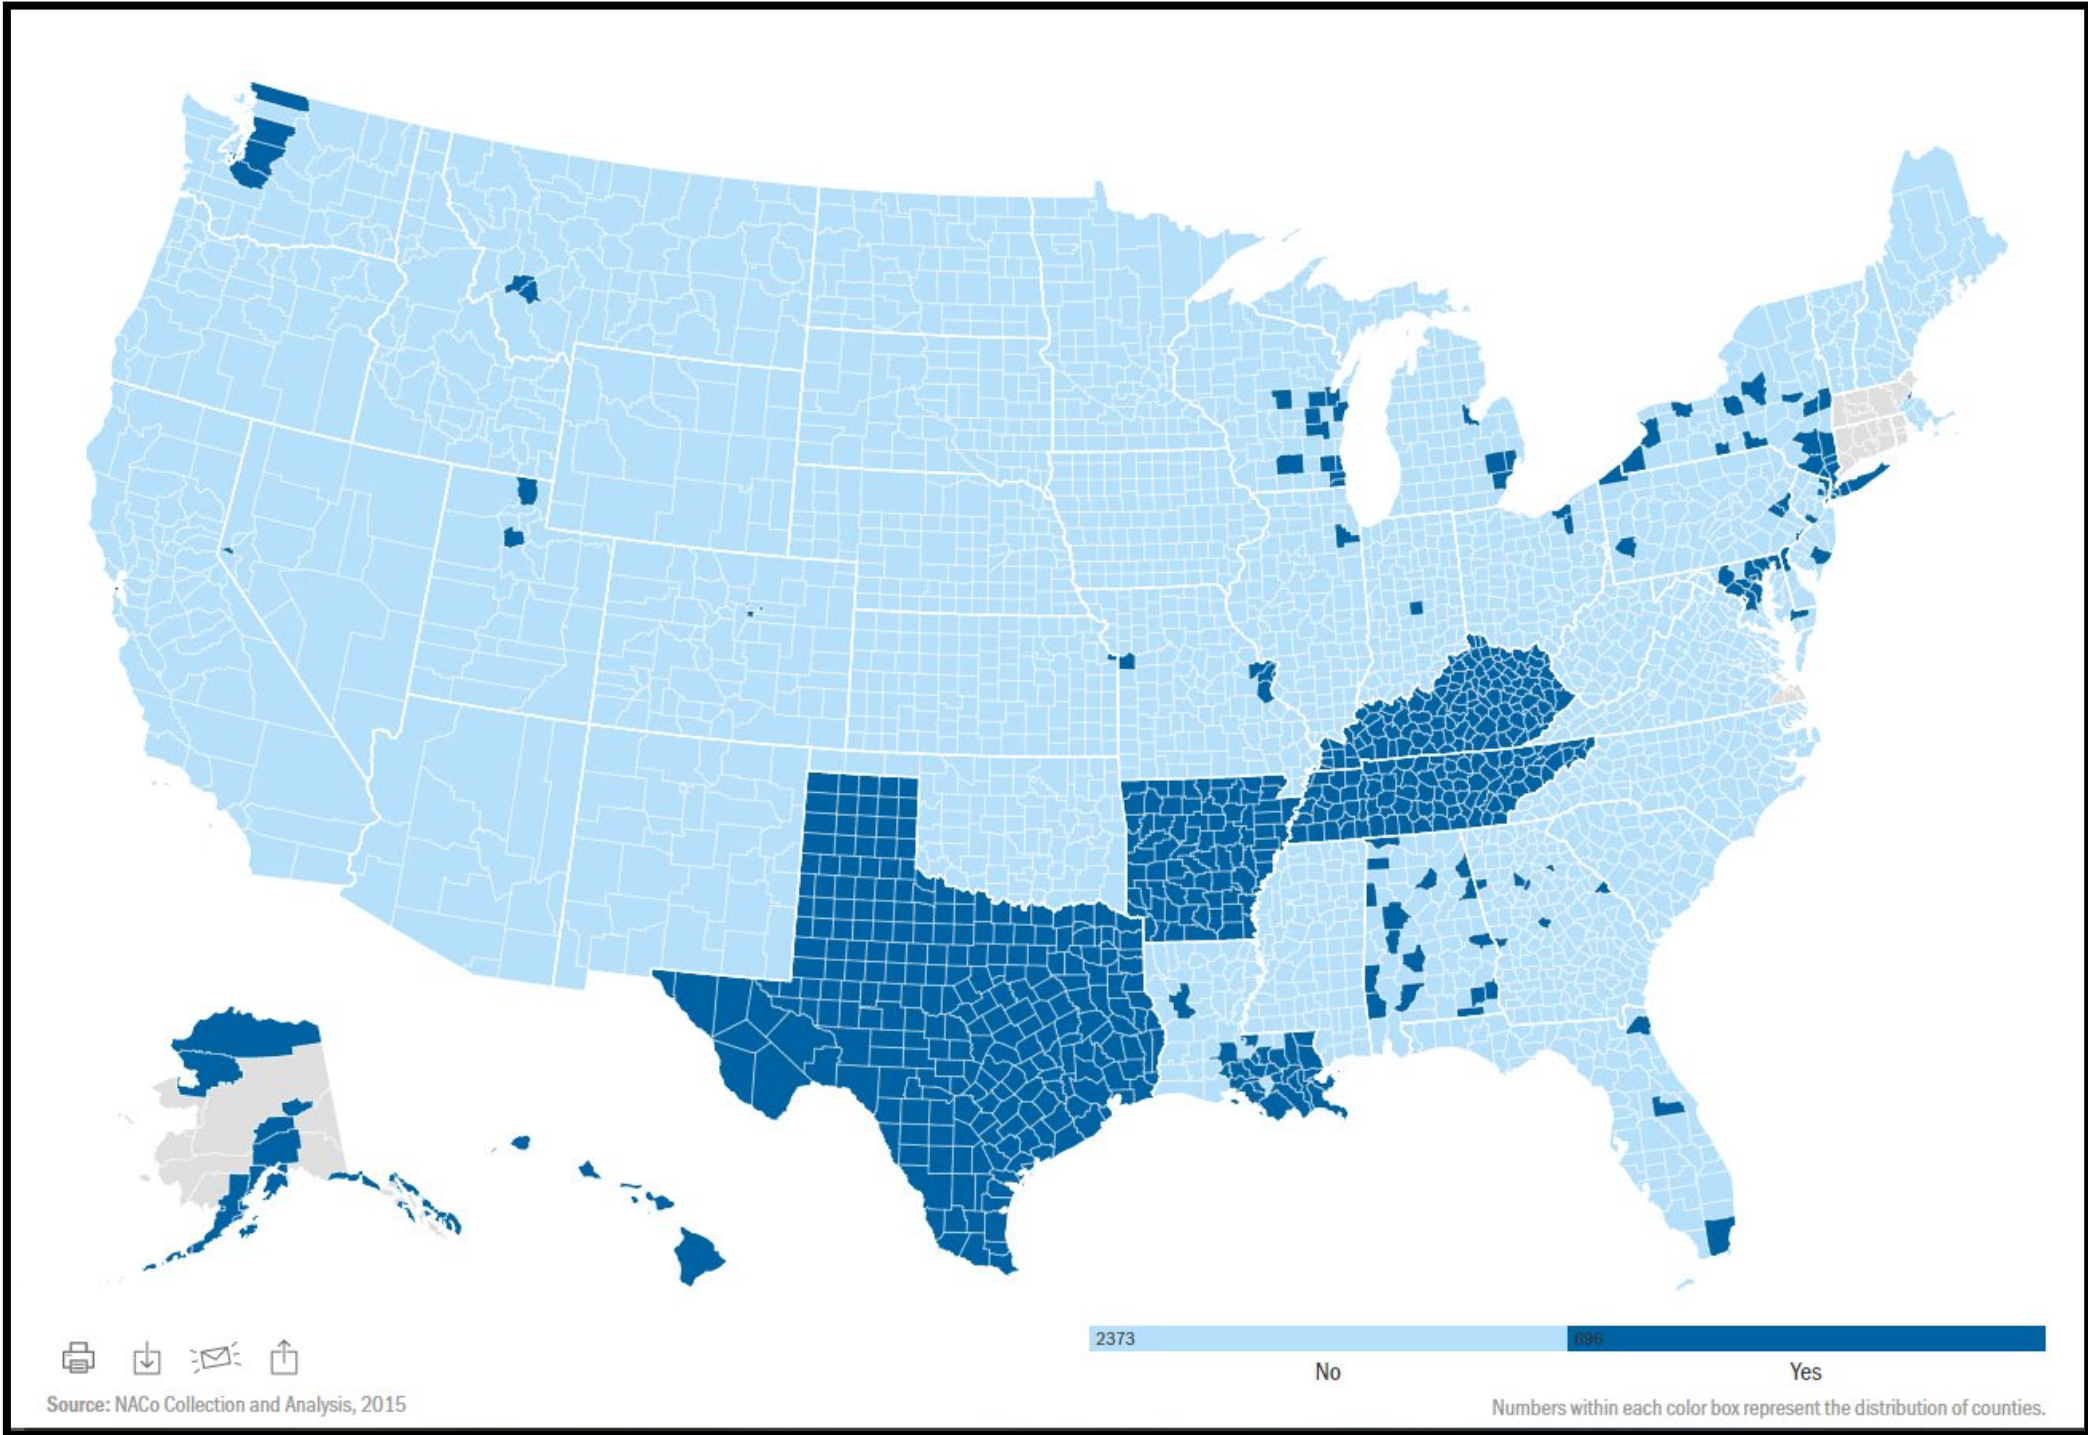 2373
696
No
Yes
Source: NACo Collection and Analysis, 2015
Numbers within each color box represent the distribution of counties.